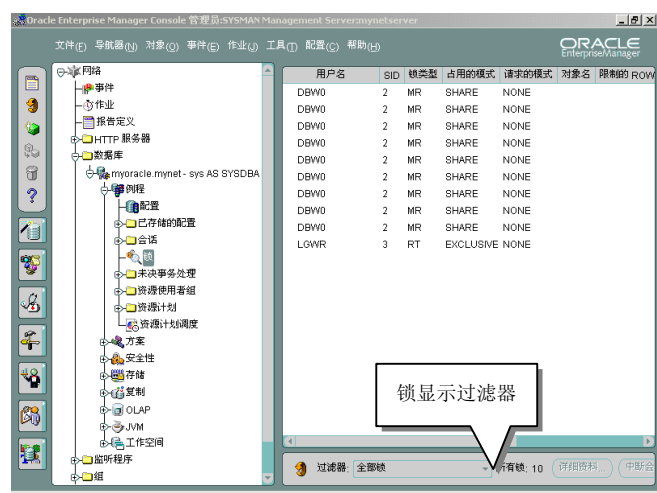 Oracle Enterprise Manager Console 管理员:SYSMAN Management Server:mynetserver
文件(F) 导航器(N) 对象(O) 事件(E) 作业(J) 工具(T) 配置(C) 帮助(H)
ORACLE
Enterprise Manager
网络
事件
作业
报告定义
HTTP 服务器
数据库
myoracle.mynet - sys AS SYSDBA
例程
配置
已存储的配置
会话
锁
未决事务处理
资源使用者组
资源计划
资源计划调度
方案
安全性
存储
复制
OLAP
JVM
工作空间
监听程序
组
用户名 SID 锁类型 占用的模式 请求的模式 对象名 限制的 ROW
DBW0 2 MR SHARE NONE
DBW0 2 MR SHARE NONE
DBW0 2 MR SHARE NONE
DBW0 2 MR SHARE NONE
DBW0 2 MR SHARE NONE
DBW0 2 MR SHARE NONE
DBW0 2 MR SHARE NONE
DBW0 2 MR SHARE NONE
DBW0 2 MR SHARE NONE
LGWR 3 RT EXCLUSIVE NONE
锁显示过滤器
过滤器: 全部锁 所有锁: 10 详细资料... 中断会